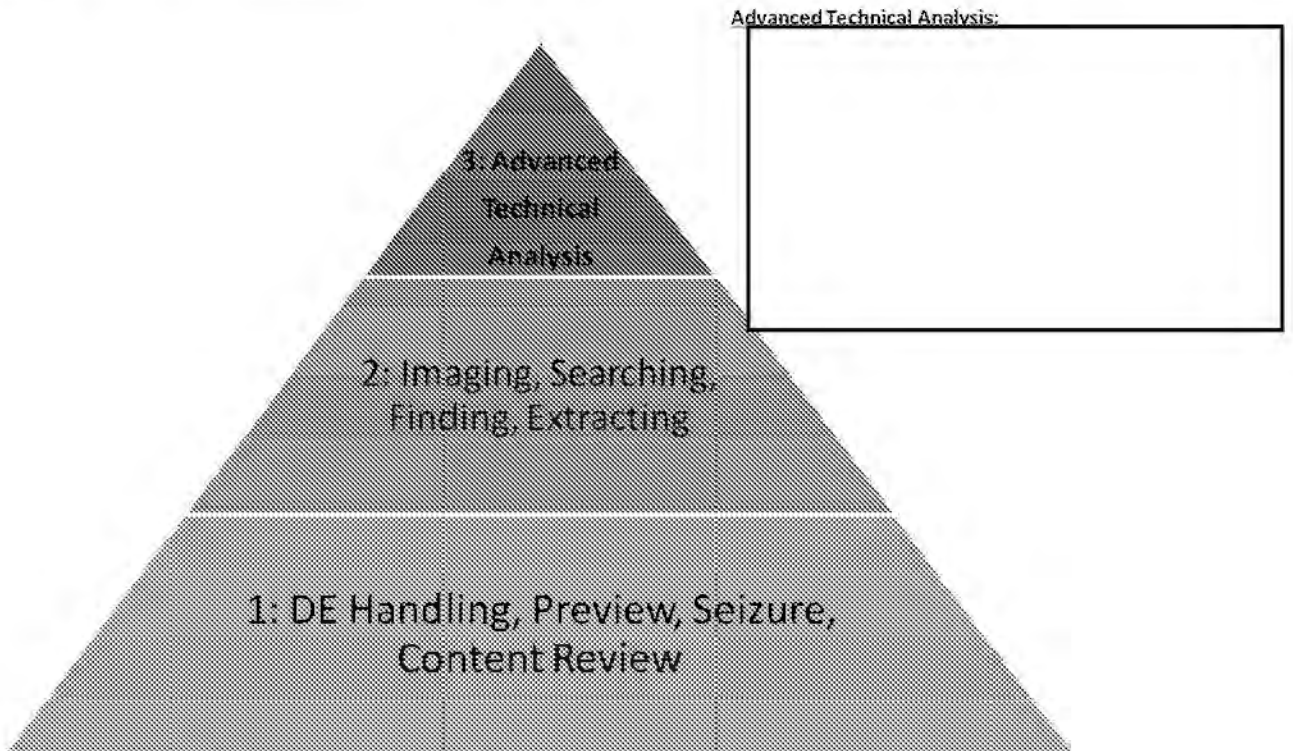 Advanced Technical Analysis:
3: Advanced
Technical
Analysis
2: Imaging, Searching,
Finding, Extracting
1: DE Handling, Preview, Seizure,
Content Review